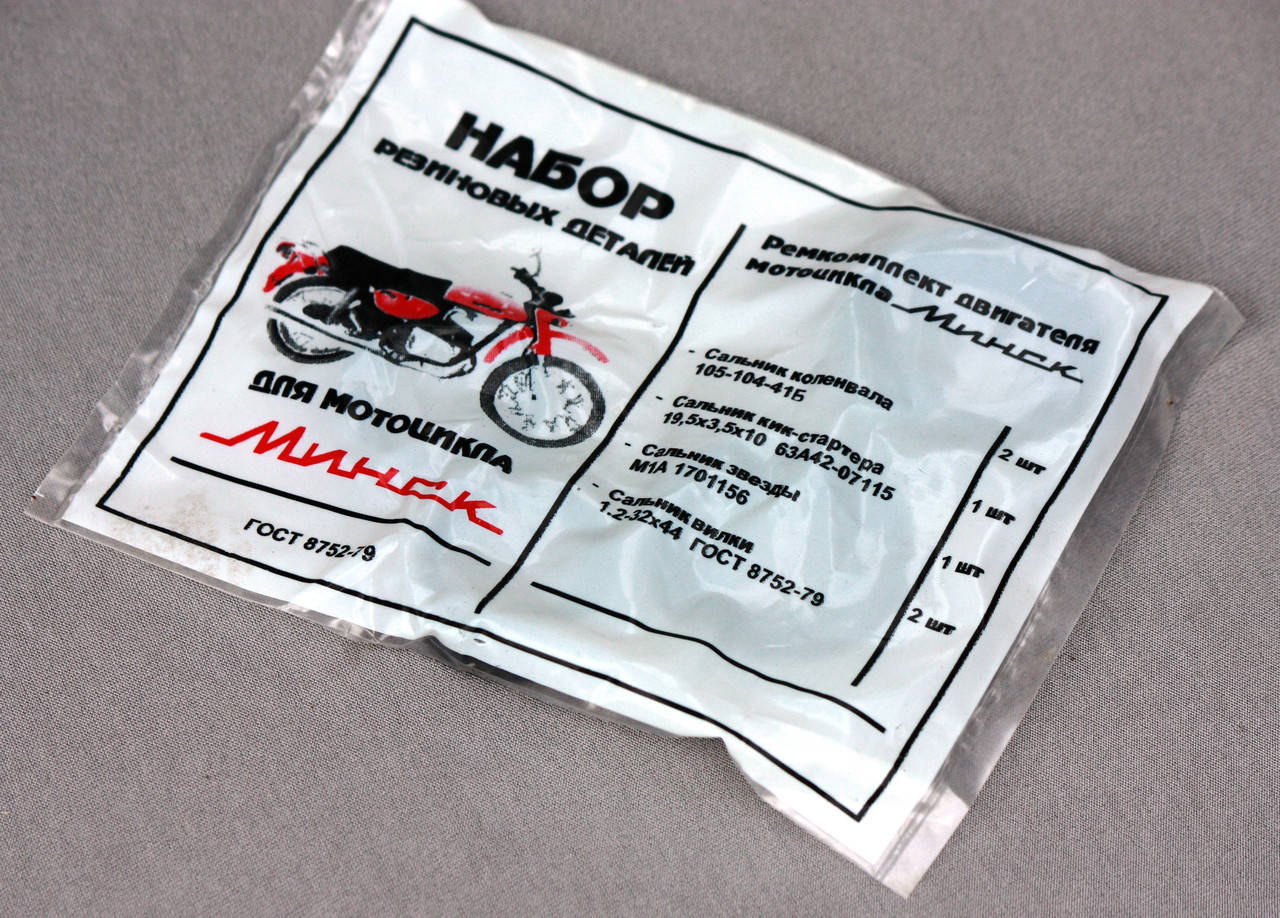 НАБОР
РЕЗИНОВЫХ ДЕТАЛЕЙ
ДЛЯ МОТОЦИКЛА
Минск
ГОСТ 8752-79
Ремкомплект двигателя
мотоцикла Минск
- Сальник коленвала
105-104-41Б
2 шт
- Сальник кик-стартера
19,5х3,5х10 63А42-07115
1 шт
- Сальник звезды
М1А 1701156
1 шт
- Сальник вилки
1.2-32х44 ГОСТ 8752-79
2 шт